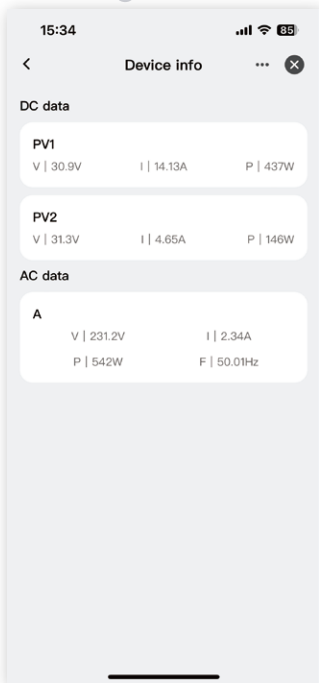 15:34 85
Device info
DC data
PV1
V | 30.9V I | 14.13A P | 437W
PV2
V | 31.3V I | 4.65A P | 146W
AC data
A
V | 231.2V I | 2.34A
P | 542W F | 50.01Hz